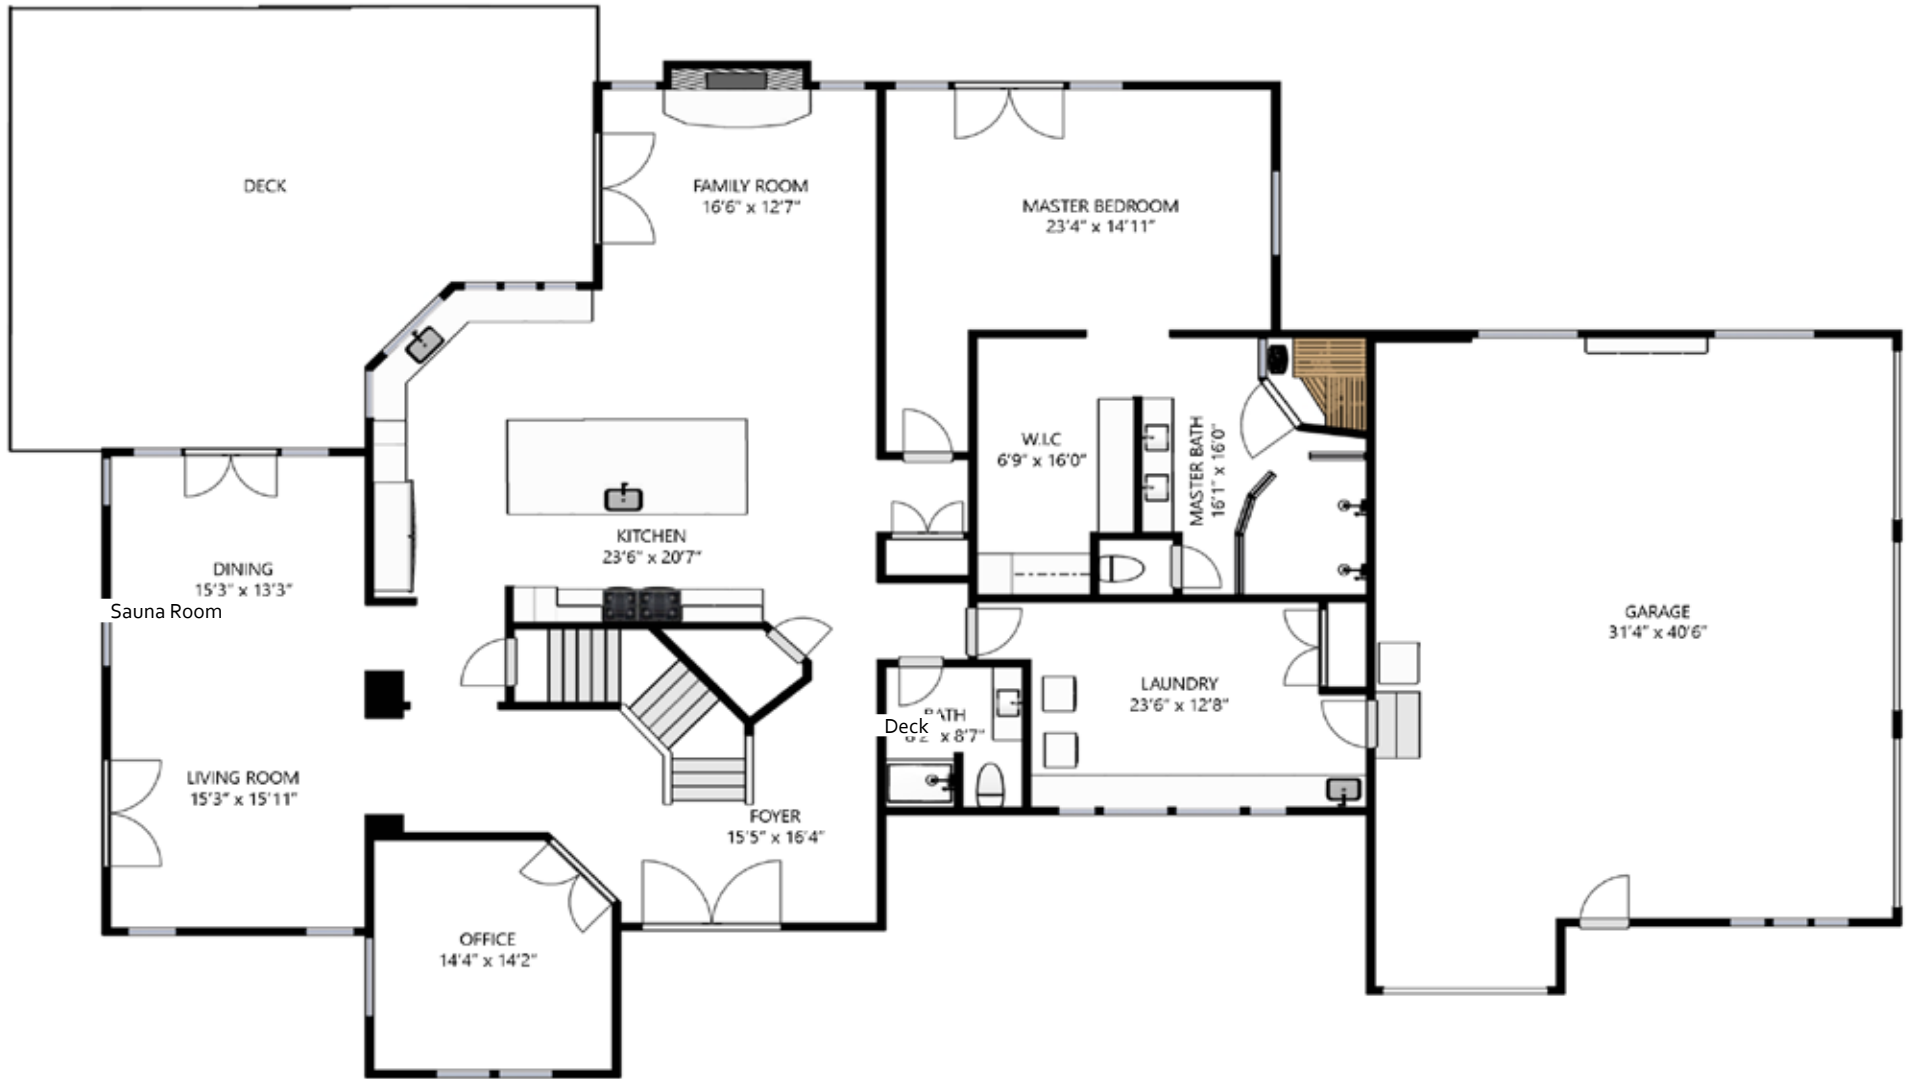 DECK
FAMILY ROOM
16'6" x 12'7"
MASTER BEDROOM
23'4" x 14'11"
W.I.C
6'9" x 16'0"
MASTER BATH
16'1" x 16'0"
KITCHEN
23'6" x 20'7"
DINING
15'3" x 13'3"
Sauna Room
GARAGE
31'4" x 40'6"
LAUNDRY
23'6" x 12'8"
BATH
Deck
x 8'7"
LIVING ROOM
15'3" x 15'11"
FOYER
15'5" x 16'4"
OFFICE
14'4" x 14'2"